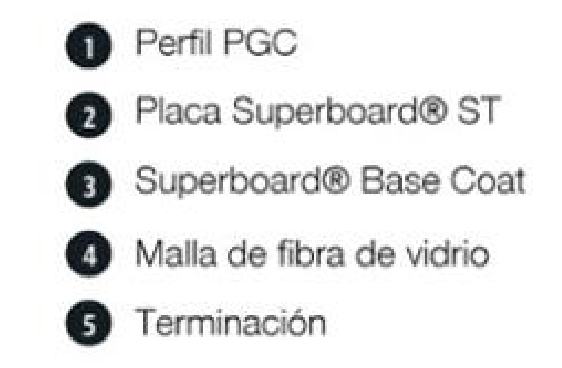 1 Perfil PGC
2 Placa Superboard® ST
3 Superboard® Base Coat
4 Malla de fibra de vidrio
5 Terminación